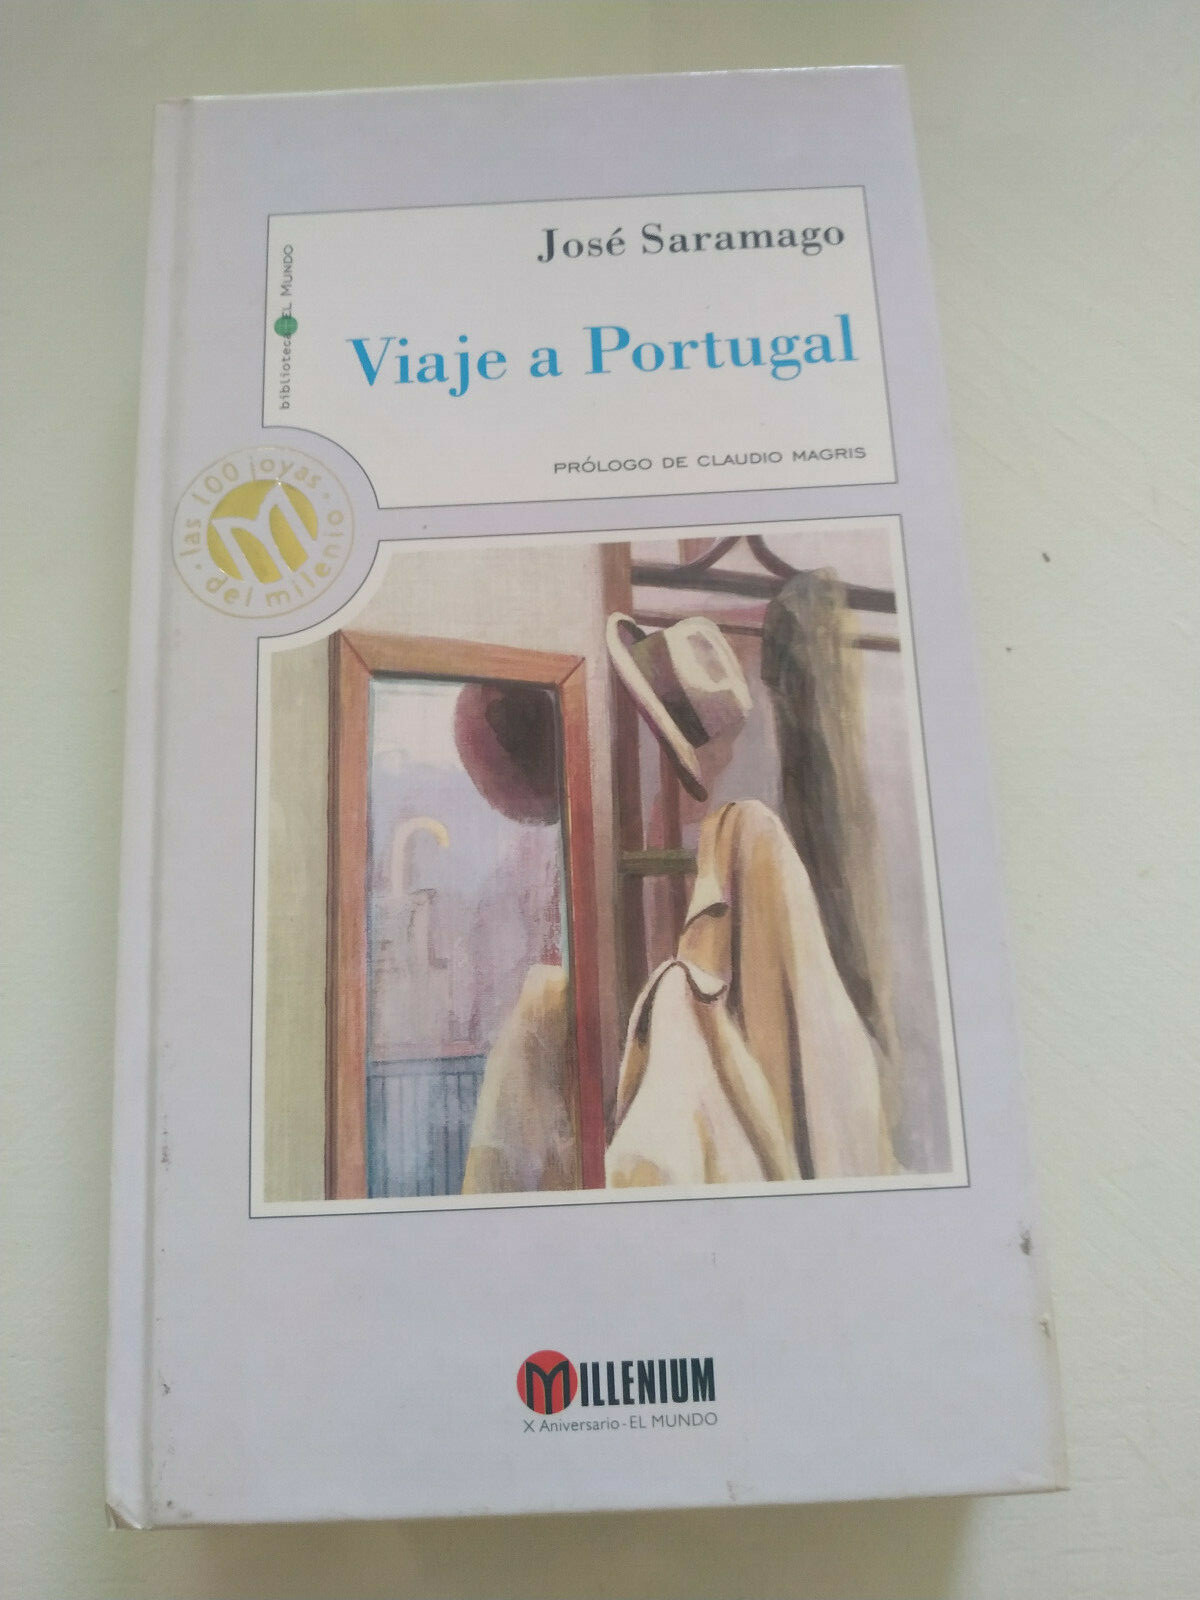 José Saramago
Viaje a Portugal
PRÓLOGO DE CLAUDIO MAGRIS
biblioteca EL MUNDO
· las 100 joyas ·
del milenio
M
MILLENIUM
X Aniversario - EL MUNDO